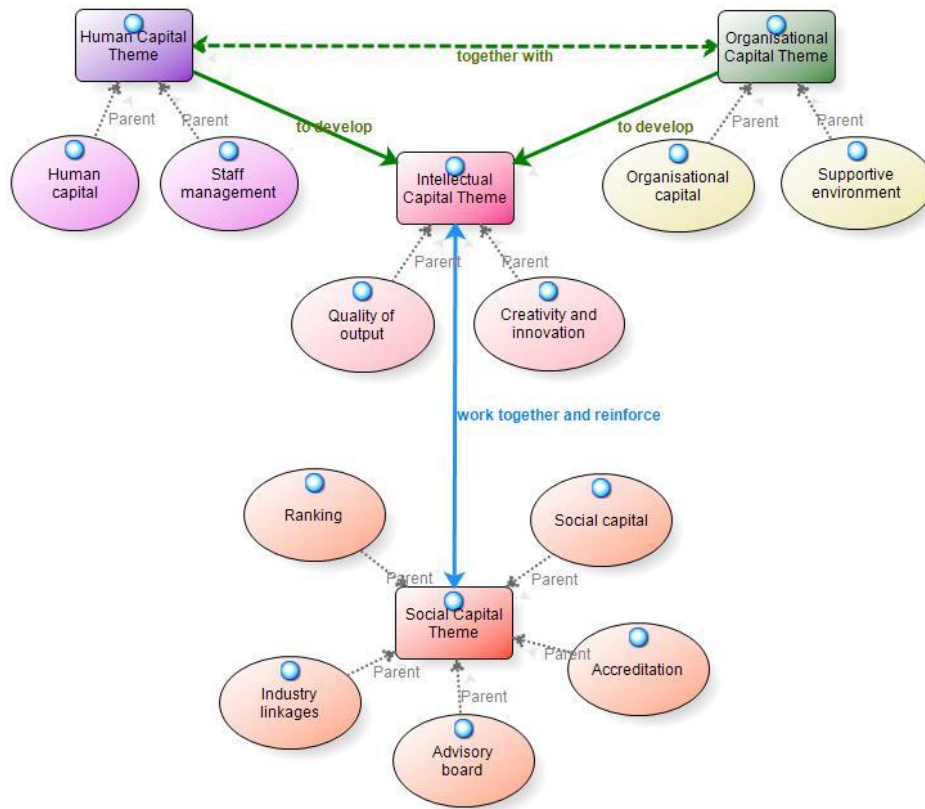 Human Capital
Theme
Organisational
Capital Theme
together with
Parent
Parent
to develop
to develop
Parent
Parent
Human
capital
Staff
management
Intellectual
Capital Theme
Organisational
capital
Supportive
environment
Parent
Parent
Quality of
output
Creativity and
innovation
work together and reinforce
Ranking
Social capital
Parent
Parent
Social Capital
Theme
Parent
Accreditation
Parent
Industry
linkages
Parent
Advisory
board